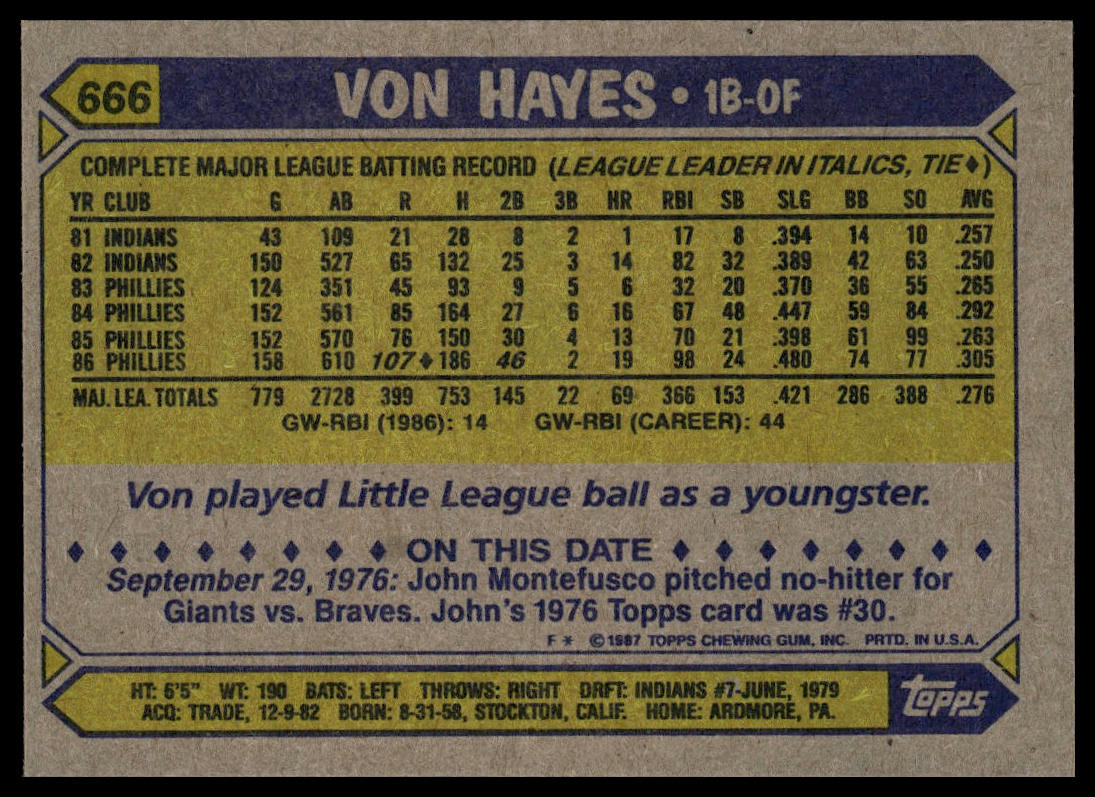 666 VON HAYES • 1B-OF
COMPLETE MAJOR LEAGUE BATTING RECORD (LEAGUE LEADER IN ITALICS, TIE♦)
YR CLUB G AB R H 2B 3B HR RBI SB SLG BB SO AVG
81 INDIANS 43 109 21 28 8 2 1 17 8 .394 14 10 .257
82 INDIANS 150 527 65 132 25 3 14 82 32 .389 42 63 .250
83 PHILLIES 124 351 45 93 9 5 6 32 20 .370 36 55 .265
84 PHILLIES 152 561 85 164 27 6 16 67 48 .447 59 84 .292
85 PHILLIES 152 570 76 150 30 4 13 70 21 .398 61 99 .263
86 PHILLIES 158 610 107♦ 186 46 2 19 98 24 .480 74 77 .305
MAJ. LEA. TOTALS 779 2728 399 753 145 22 69 366 153 .421 286 388 .276
GW-RBI (1986): 14 GW-RBI (CAREER): 44
Von played Little League ball as a youngster.
♦ ♦ ♦ ♦ ♦ ♦ ♦ ♦ ON THIS DATE ♦ ♦ ♦ ♦ ♦ ♦ ♦ ♦
September 29, 1976: John Montefusco pitched no-hitter for
Giants vs. Braves. John's 1976 Topps card was #30.
F * ©1987 TOPPS CHEWING GUM, INC. PRTD. IN U.S.A.
HT: 6'5" WT: 190 BATS: LEFT THROWS: RIGHT DRFT: INDIANS #7-JUNE, 1979
ACQ: TRADE, 12-9-82 BORN: 8-31-58, STOCKTON, CALIF. HOME: ARDMORE, PA.
topps